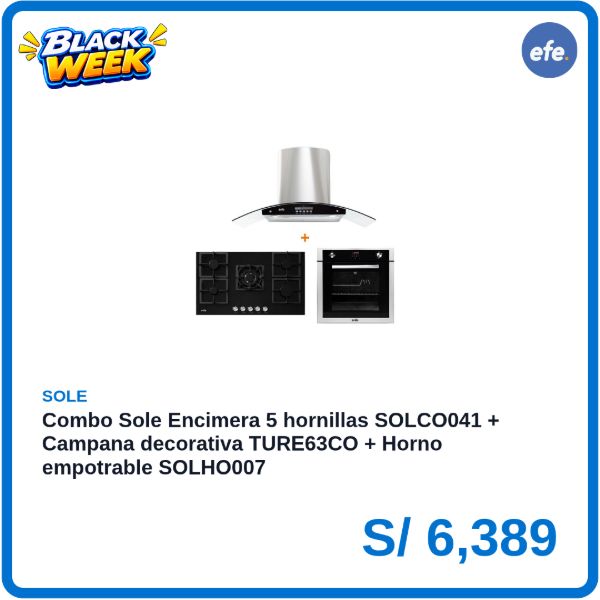 BLACK
WEEK
efe.
SOLE
Combo Sole Encimera 5 hornillas SOLCO041 +
Campana decorativa TURE63CO + Horno
empotrable SOLHO007
S/ 6,389